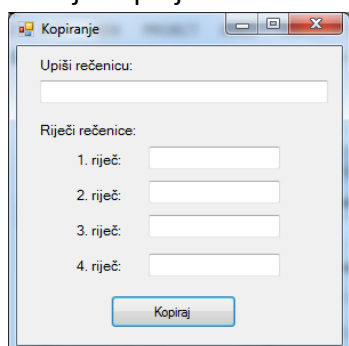 Kopiranje
Upiši rečenicu:
Riječi rečenice:
1. riječ:
2. riječ:
3. riječ:
4. riječ:
Kopiraj